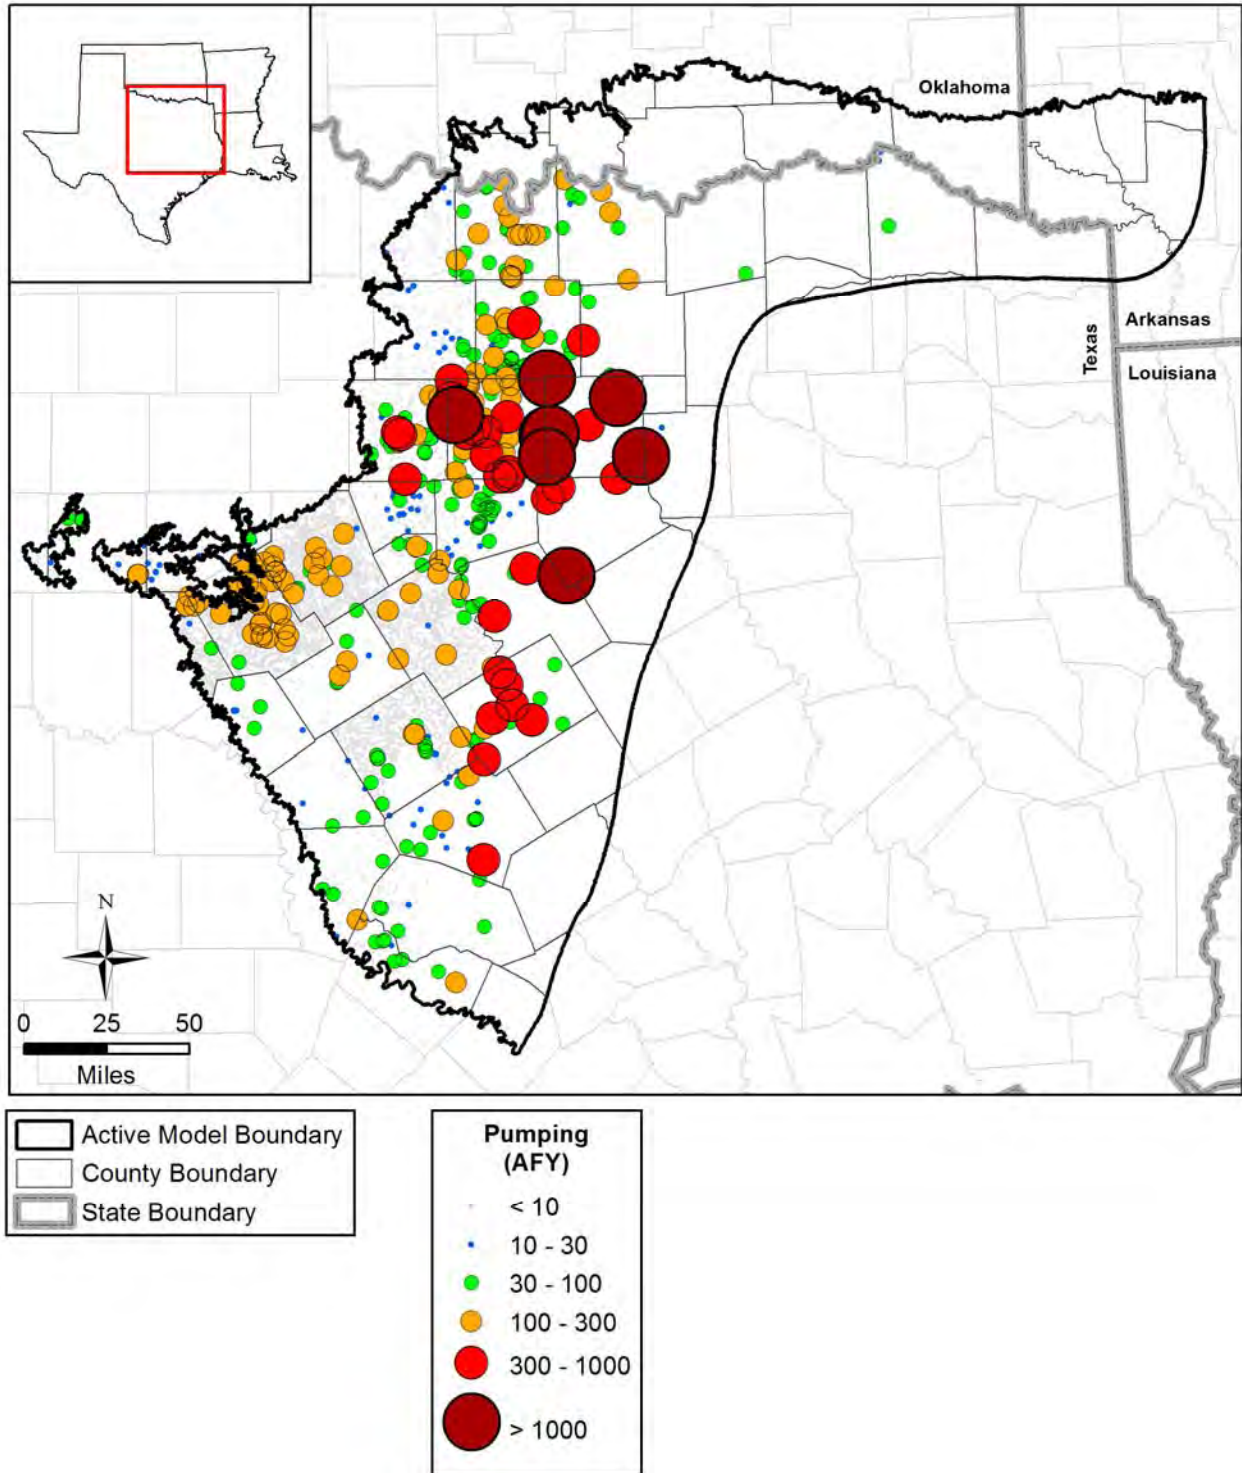 Oklahoma
Texas
Arkansas
Louisiana
N
0 25 50
Miles
Active Model Boundary
County Boundary
State Boundary
Pumping
(AFY)
< 10
10 - 30
30 - 100
100 - 300
300 - 1000
> 1000